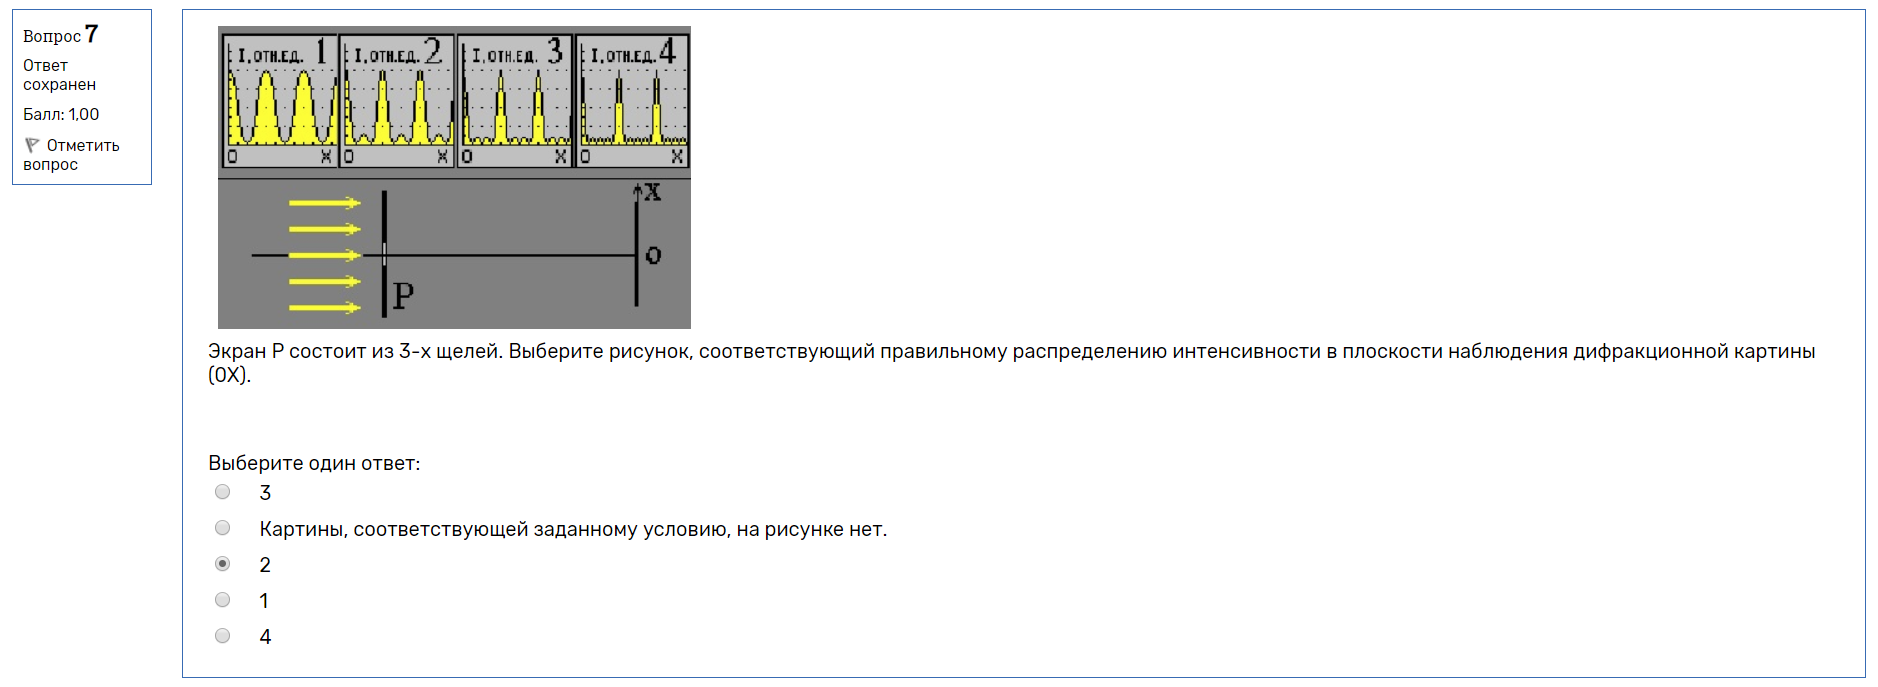 Вопрос 7
Ответ
сохранен
Балл: 1,00
Отметить
вопрос
I,отн.ед. 1
I,отн.ед. 2
I,отн.ед. 3
I,отн.ед. 4
0 X
0 X
0 X
0 X
X
0
P
Экран P состоит из 3-х щелей. Выберите рисунок, соответствующий правильному распределению интенсивности в плоскости наблюдения дифракционной картины
(0X).
Выберите один ответ:
3
Картины, соответствующей заданному условию, на рисунке нет.
2
1
4